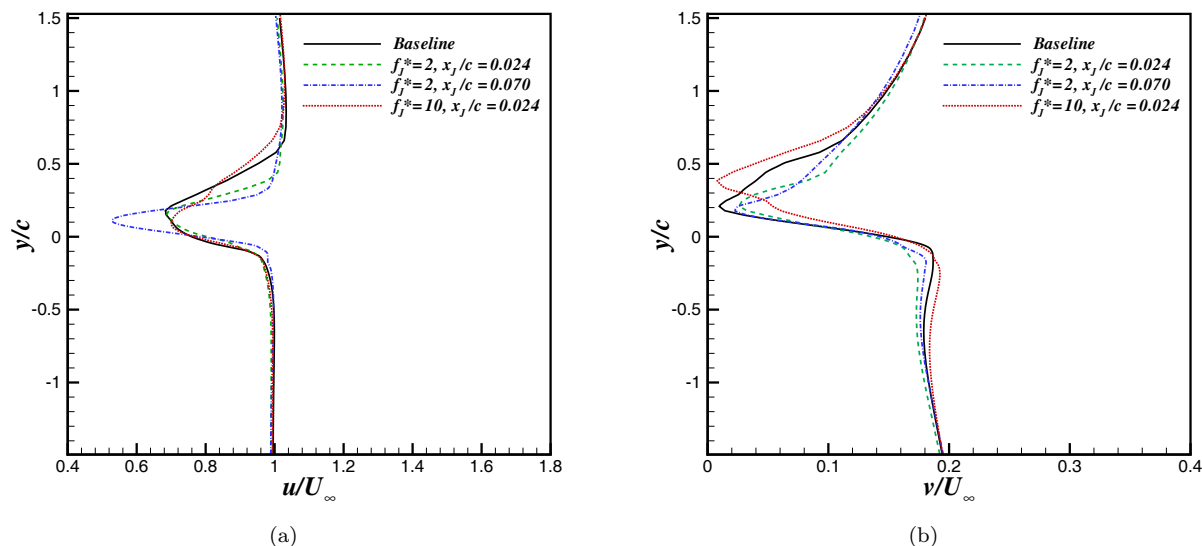 1.5
1
0.5
0
-0.5
-1
y/c
0.4 0.6 0.8 1 1.2 1.4 1.6 1.8
u/U∞
Baseline
f_J*=2, x_J/c=0.024
f_J*=2, x_J/c=0.070
f_J*=10, x_J/c=0.024
(a)
1.5
1
0.5
0
-0.5
-1
y/c
0 0.1 0.2 0.3 0.4
v/U∞
Baseline
f_J*=2, x_J/c=0.024
f_J*=2, x_J/c=0.070
f_J*=10, x_J/c=0.024
(b)